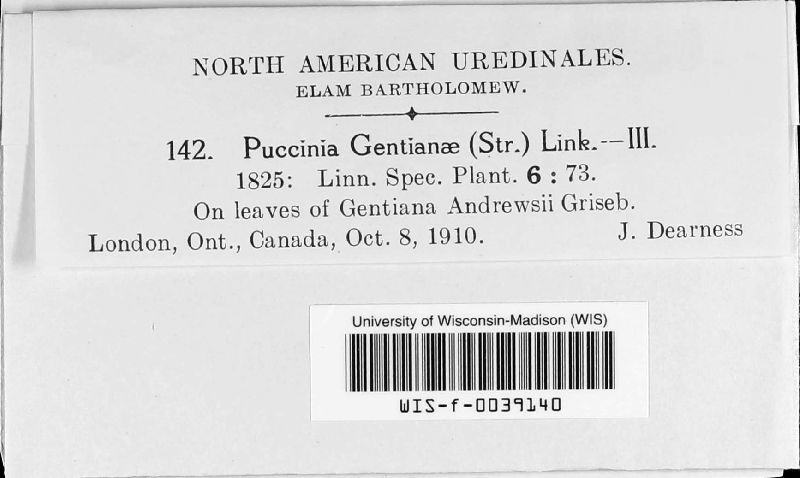 NORTH AMERICAN UREDINALES.
ELAM BARTHOLOMEW.
142. Puccinia Gentianæ (Str.) Link.—III.
1825: Linn. Spec. Plant. 6 : 73.
On leaves of Gentiana Andrewsii Griseb.
London, Ont., Canada, Oct. 8, 1910. J. Dearness
University of Wisconsin-Madison (WIS)
WIS-f-0039140